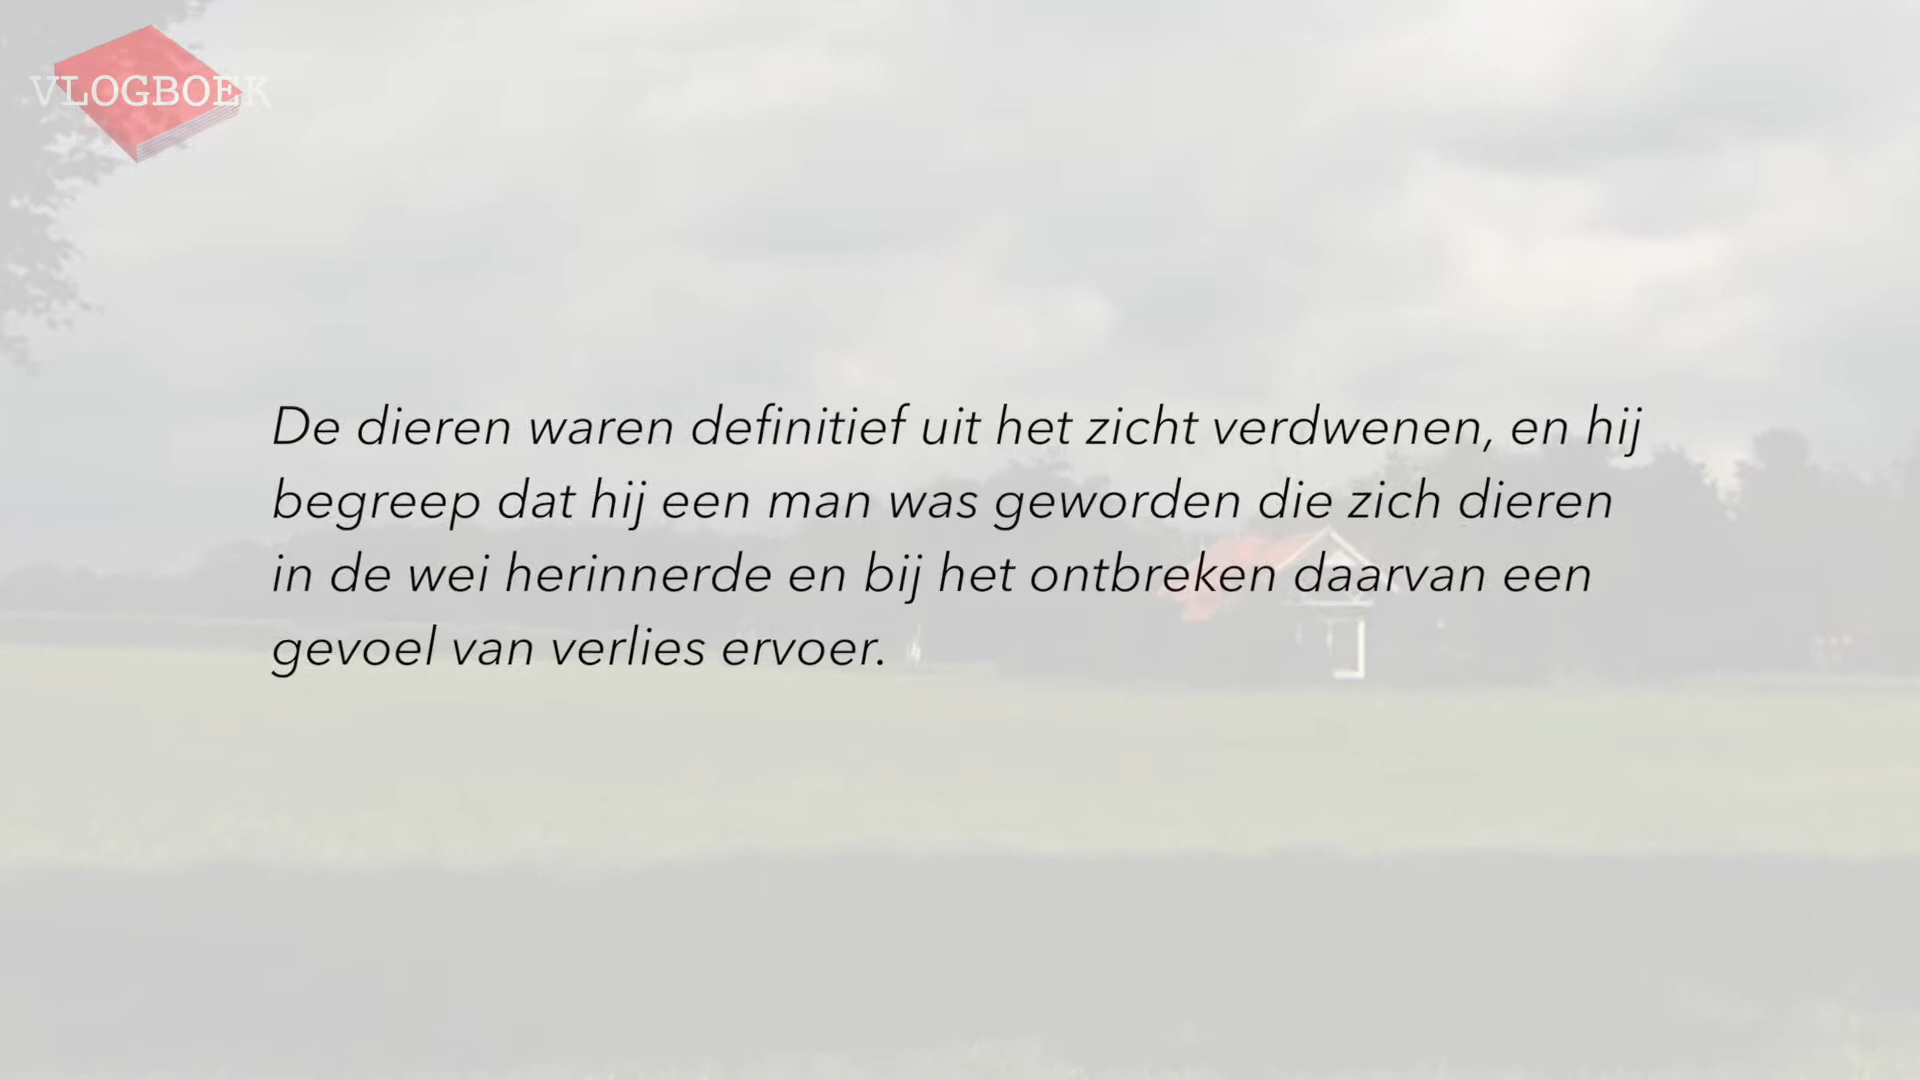 VLOGBOEK
De dieren waren definitief uit het zicht verdwenen, en hij
begreep dat hij een man was geworden die zich dieren
in de wei herinnerde en bij het ontbreken daarvan een
gevoel van verlies ervoer.